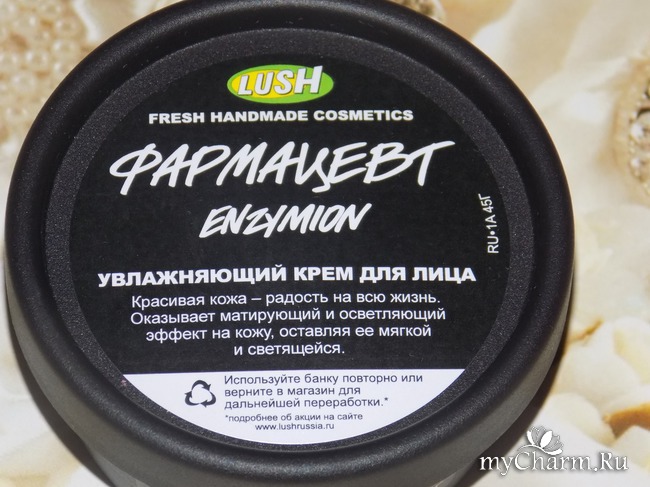 LUSH
FRESH HANDMADE COSMETICS
ФАРМАЦЕВТ
ENZYMION
RU•1A 45Г
УВЛАЖНЯЮЩИЙ КРЕМ ДЛЯ ЛИЦА
Красивая кожа – радость на всю жизнь.
Оказывает матирующий и осветляющий
эффект на кожу, оставляя ее мягкой
и светящейся.
Используйте банку повторно или
верните в магазин для
дальнейшей переработки.*
*подробнее об акции на сайте
www.lushrussia.ru
myCharm.Ru